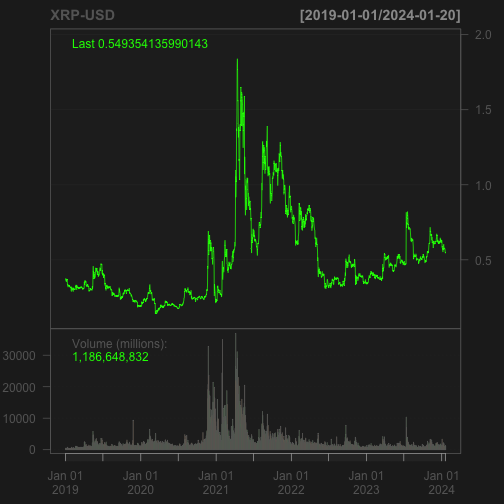 XRP-USD [2019-01-01/2024-01-20]
Last 0.549354135990143
2.0
1.5
1.0
0.5
Volume (millions):
1,186,648,832
30000
20000
10000
0
Jan 01 Jan 01 Jan 01 Jan 01 Jan 01 Jan 01
2019 2020 2021 2022 2023 2024